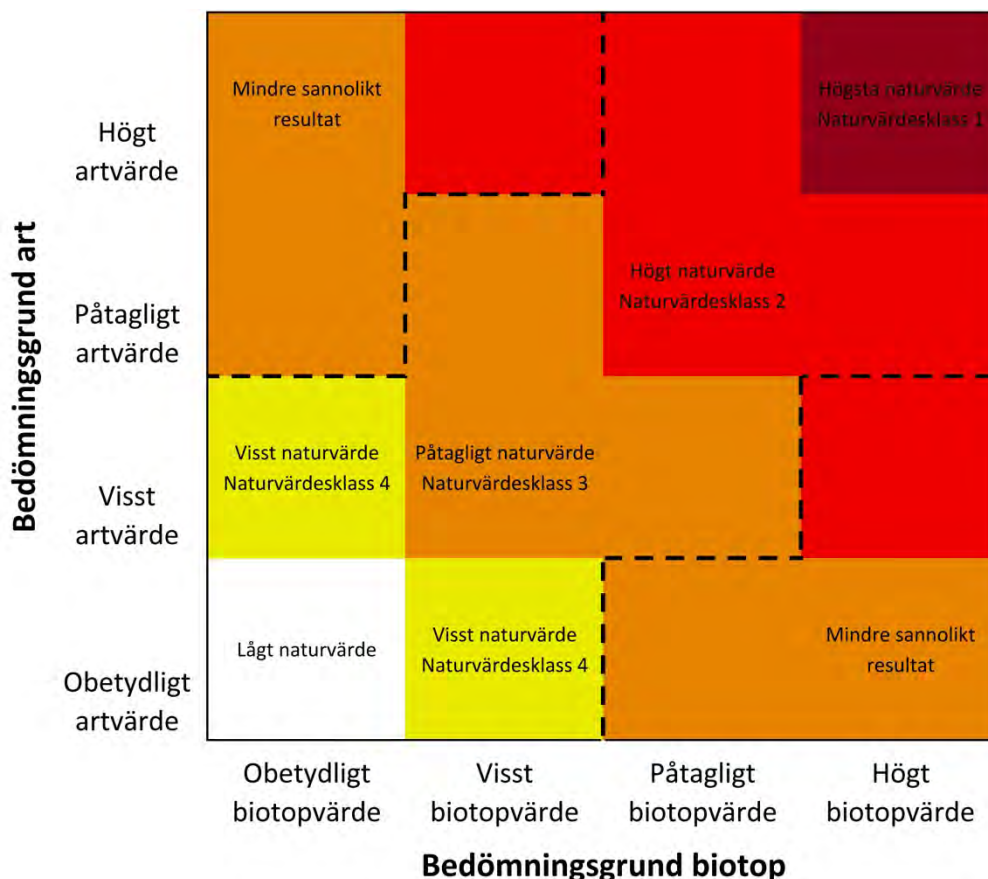 Bedömningsgrund art
Högt
artvärde
Påtagligt
artvärde
Visst
artvärde
Obetydligt
artvärde
Mindre sannolikt
resultat
Högsta naturvärde
Naturvärdesklass 1
Högt naturvärde
Naturvärdesklass 2
Visst naturvärde
Naturvärdesklass 4
Påtagligt naturvärde
Naturvärdesklass 3
Lågt naturvärde
Visst naturvärde
Naturvärdesklass 4
Mindre sannolikt
resultat
Obetydligt
biotopvärde
Visst
biotopvärde
Påtagligt
biotopvärde
Högt
biotopvärde
Bedömningsgrund biotop